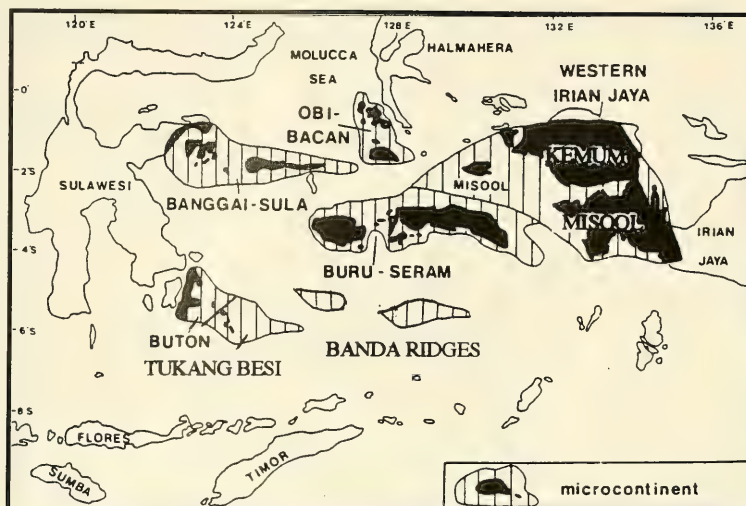 120°E 124°E 128 E 132 E 136°E
MOLUCCA
SEA
HALMAHERA
WESTERN
IRIAN JAYA
0°
OBI-
BACAN
KEMUM
2°S
SULAWESI
MISOOL
BANGGAI-SULA
MISOOL
IRIAN
JAYA
4°S
BURU-SERAM
6°S
BUTON
TUKANG BESI
BANDA RIDGES
8S
FLORES
SUMBA
TIMOR
microcontinent